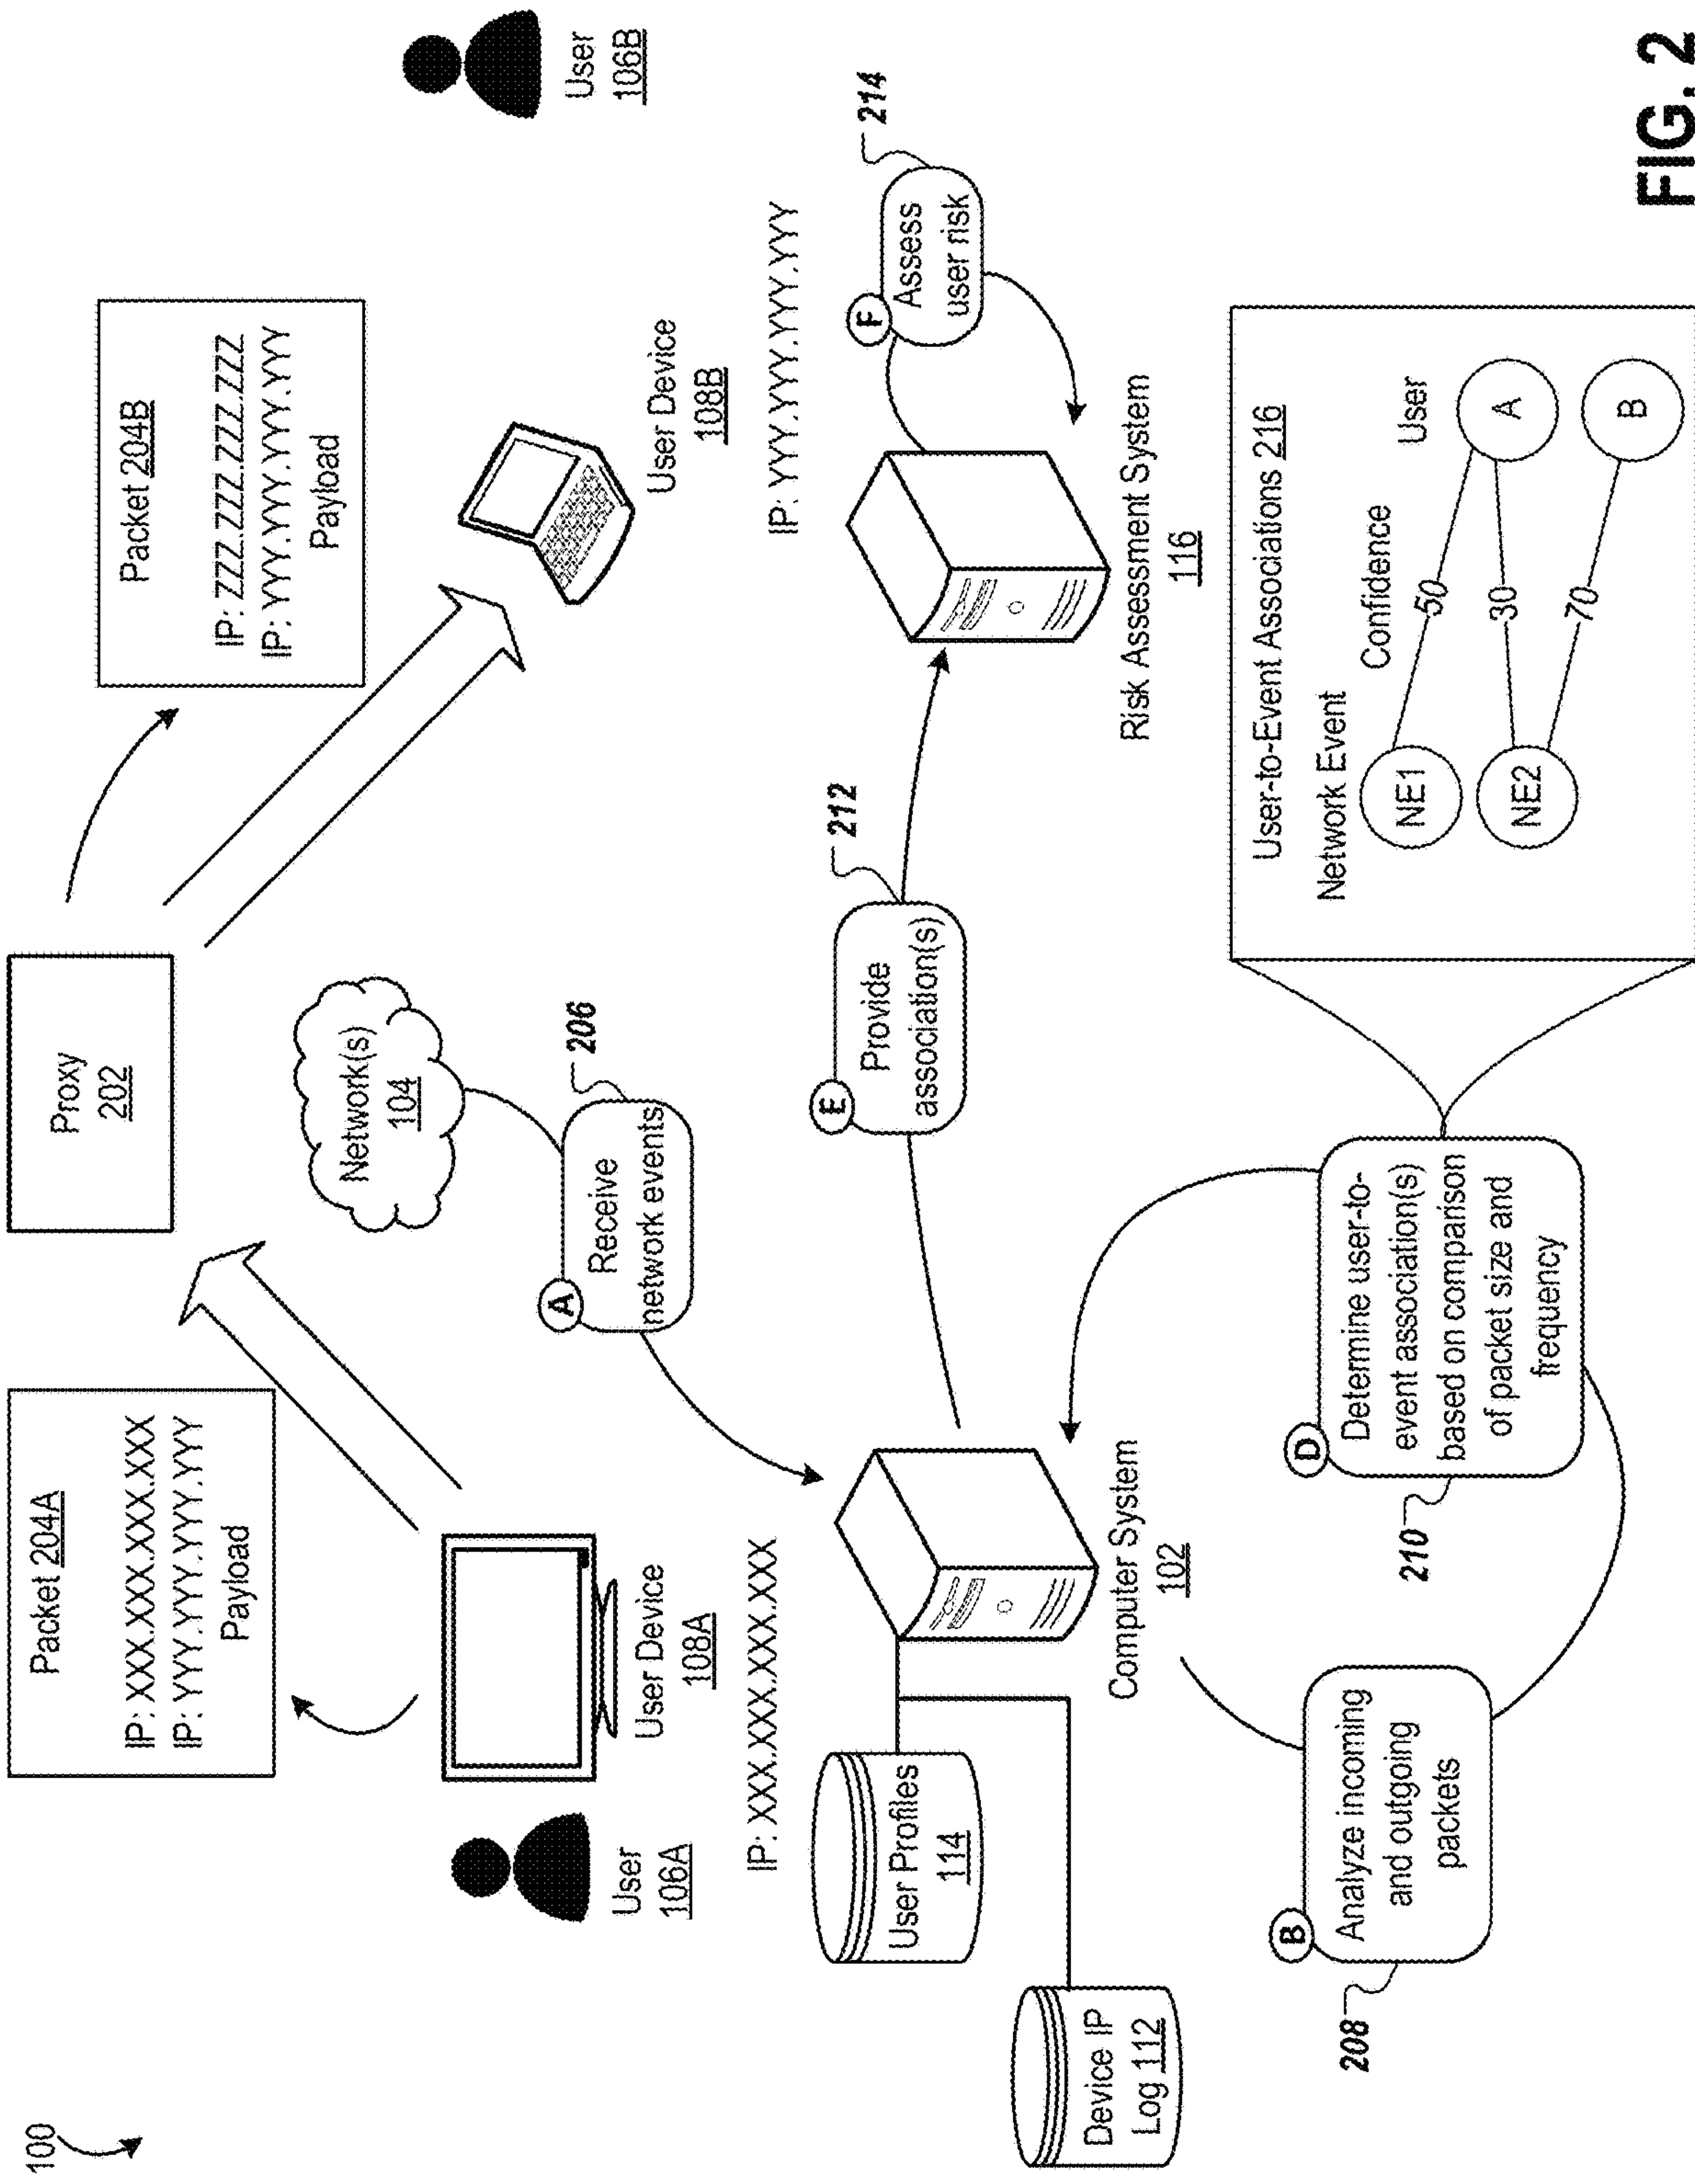 100
Packet 204A
IP: XXX.XXX.XXX.XXX
IP: YYY.YYY.YYY.YYY
Payload
Proxy
202
Packet 204B
IP: ZZZ.ZZZ.ZZZ.ZZZ
IP: YYY.YYY.YYY.YYY
Payload
User
106A
User Device
108A
IP: XXX.XXX.XXX.XXX
Network(s)
104
User Device
108B
IP: YYY.YYY.YYY.YYY
User
106B
A
Receive
network events
206
User Profiles
114
Device IP
Log 112
Computer System
102
E
Provide
association(s)
212
Risk Assessment System
116
F
Assess
user risk
214
B
Analyze incoming
and outgoing
packets
208
D
Determine user-to-
event association(s)
based on comparison
of packet size and
frequency
210
User-to-Event Associations 216
Network Event
Confidence
User
NE1
50
A
NE2
30
70
B
FIG. 2